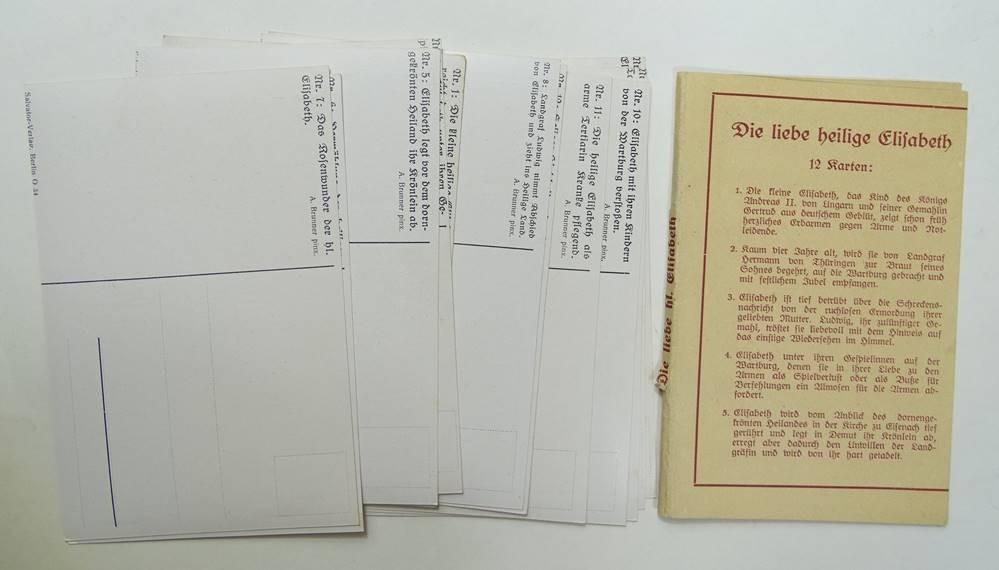 Salvator-Verlag, Berlin O 34
Nr. 7: Das Rosenwunder der hl.
Elisabeth.
A. Brunner pinx.
Nr. 5: Elisabeth legt vor dem dorn-
gekrönten Heiland ihr Krönlein ab.
A. Brunner pinx.
Nr. 1: Die kleine heilige
Nr. 8: Landgraf Ludwig nimmt Abschied
von Elisabeth und zieht ins Heilige Land.
A. Brunner pinx.
Nr. 11: Die heilige Elisabeth als
arme Tertiarin Kranke pflegend.
A. Brunner pinx.
Nr. 10: Elisabeth mit ihren Kindern
von der Wartburg verstoßen.
A. Brunner pinx.
Die liebe hl. Elisabeth
Die liebe heilige Elisabeth
12 Karten:
1. Die kleine Elisabeth, das Kind des Königs
Andreas II. von Ungarn und seiner Gemahlin
Gertrud aus deutschem Geblüt, zeigt schon früh
herzliches Erbarmen gegen Arme und Not-
leidende.
2. Kaum vier Jahre alt, wird sie von Landgraf
Hermann von Thüringen zur Braut seines
Sohnes begehrt, auf die Wartburg gebracht und
mit festlichem Jubel empfangen.
3. Elisabeth ist tief betrübt über die Schreckens-
nachricht von der ruchlosen Ermordung ihrer
geliebten Mutter. Ludwig, ihr zukünftiger Ge-
mahl, tröstet sie liebevoll mit dem Hinweis auf
das einstige Wiedersehen im Himmel.
4. Elisabeth unter ihren Gespielinnen auf der
Wartburg, denen sie in ihrer Liebe zu den
Armen als Spielverlust oder als Buße für
Verfehlungen ein Almosen für die Armen ab-
fordert.
5. Elisabeth wird vom Anblick des dornenge-
krönten Heilandes in der Kirche zu Eisenach tief
gerührt und legt in Demut ihr Krönlein ab,
erregt aber dadurch den Unwillen der Land-
gräfin und wird von ihr hart getadelt.